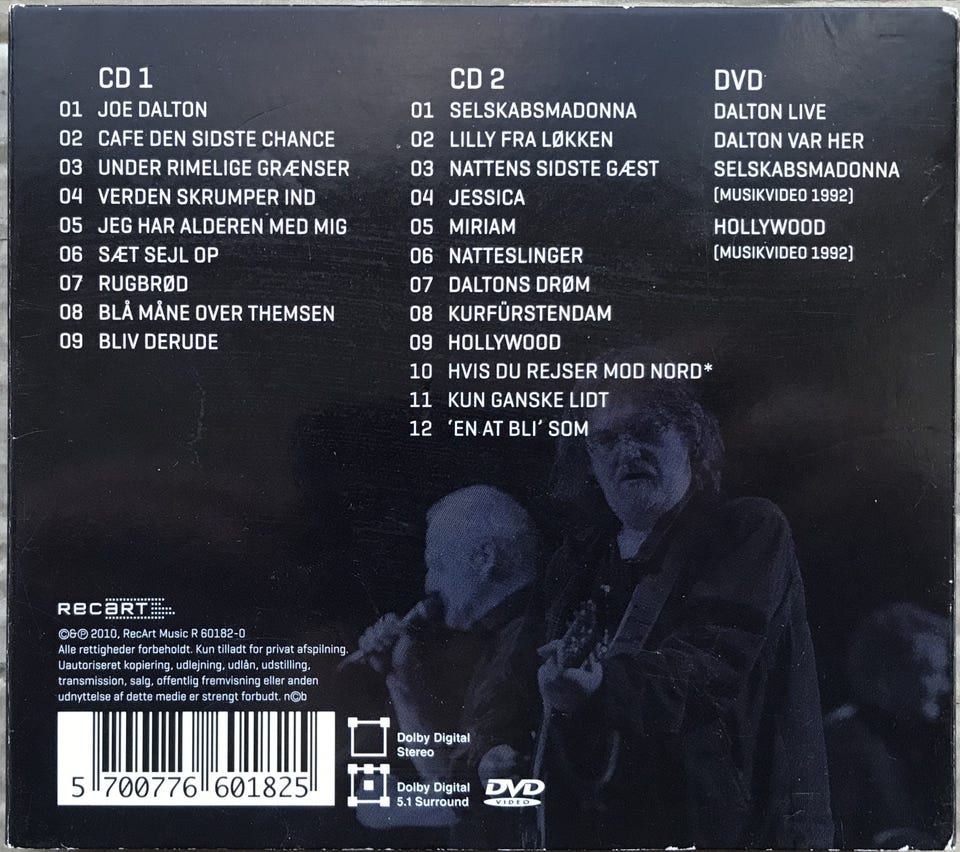 CD 1
01 JOE DALTON
02 CAFE DEN SIDSTE CHANCE
03 UNDER RIMELIGE GRÆNSER
04 VERDEN SKRUMPER IND
05 JEG HAR ALDEREN MED MIG
06 SÆT SEJL OP
07 RUGBRØD
08 BLÅ MÅNE OVER THEMSEN
09 BLIV DERUDE
CD 2
01 SELSKABSMADONNA
02 LILLY FRA LØKKEN
03 NATTENS SIDSTE GÆST
04 JESSICA
05 MIRIAM
06 NATTESLINGER
07 DALTONS DRØM
08 KURFÜRSTENDAM
09 HOLLYWOOD
10 HVIS DU REJSER MOD NORD*
11 KUN GANSKE LIDT
12 'EN AT BLI' SOM
DVD
DALTON LIVE
DALTON VAR HER
SELSKABSMADONNA
(MUSIKVIDEO 1992)
HOLLYWOOD
(MUSIKVIDEO 1992)
RECART
©&℗ 2010, RecArt Music R 60182-0
Alle rettigheder forbeholdt. Kun tilladt for privat afspilning.
Uautoriseret kopiering, udlejning, udlån, udstilling,
transmission, salg, offentlig fremvisning eller anden
udnyttelse af dette medie er strengt forbudt. n©b
5 700776 601825
Dolby Digital
Stereo
Dolby Digital
5.1 Surround
DVD
VIDEO